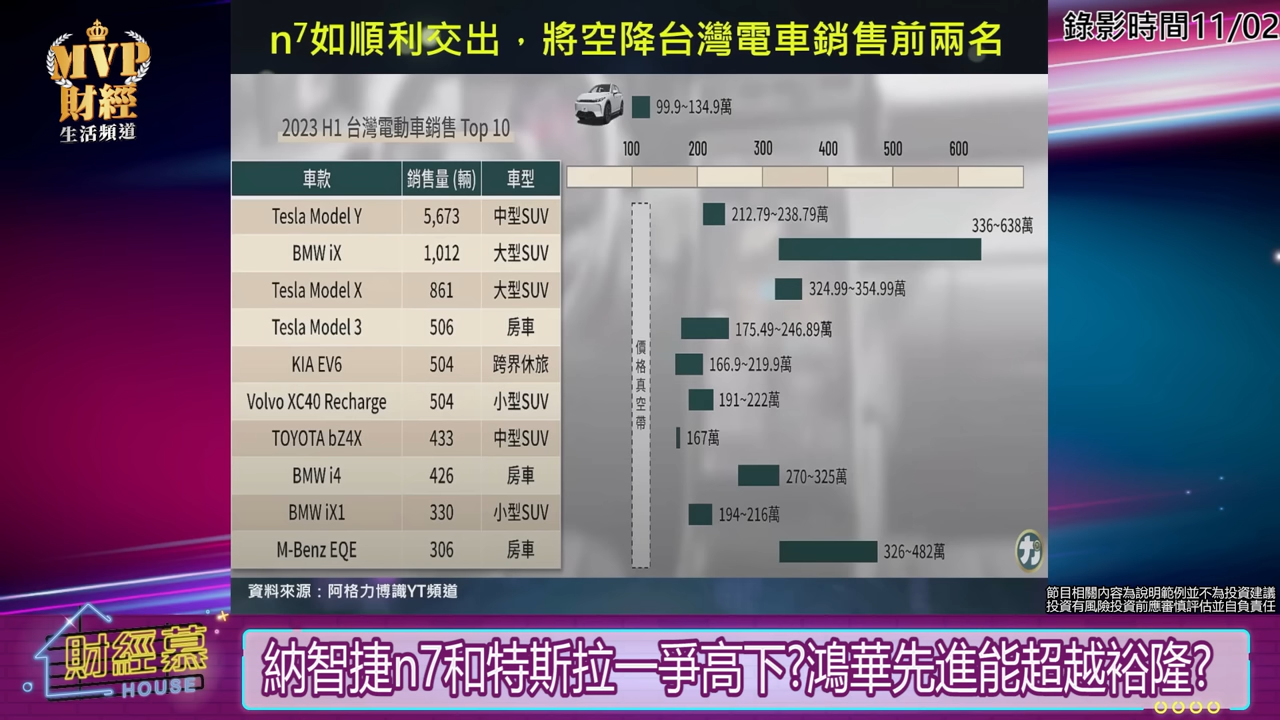 MVP
財經
生活頻道
n⁷如順利交出，將空降台灣電車銷售前兩名
錄影時間11/02
2023 H1 台灣電動車銷售 Top 10
99.9~134.9萬
100 200 300 400 500 600
車款 銷售量 (輛) 車型
Tesla Model Y 5,673 中型SUV 212.79~238.79萬
BMW iX 1,012 大型SUV 336~638萬
Tesla Model X 861 大型SUV 324.99~354.99萬
Tesla Model 3 506 房車 175.49~246.89萬
KIA EV6 504 跨界休旅 166.9~219.9萬
Volvo XC40 Recharge 504 小型SUV 191~222萬
TOYOTA bZ4X 433 中型SUV 167萬
BMW i4 426 房車 270~325萬
BMW iX1 330 小型SUV 194~216萬
M-Benz EQE 306 房車 326~482萬
價格真空帶
力
資料來源：阿格力博識YT頻道
節目相關內容為說明範例並不為投資建議
投資有風險投資前應審慎評估並自負責任
財經慕
HOUSE
納智捷n7和特斯拉一爭高下?鴻華先進能超越裕隆?